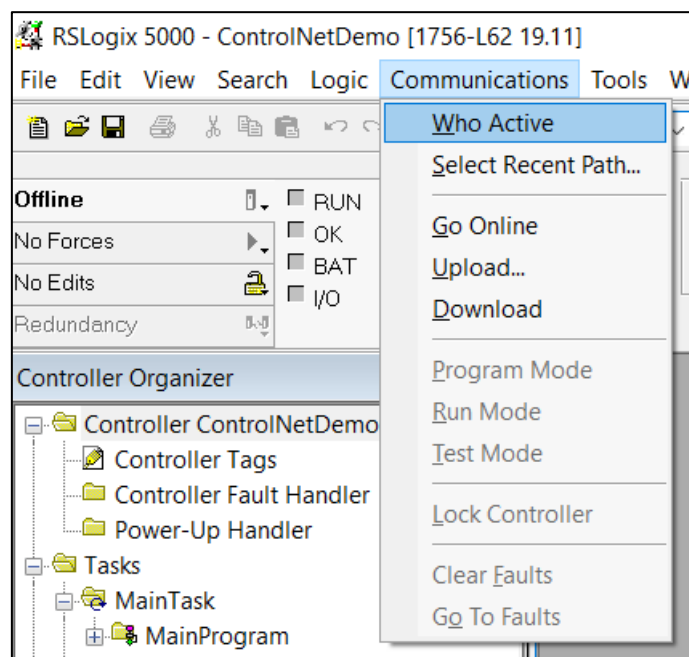 RSLogix 5000 - ControlNetDemo [1756-L62 19.11]
File Edit View Search Logic Communications Tools W
Who Active
Select Recent Path...
Go Online
Upload...
Download
Program Mode
Run Mode
Test Mode
Lock Controller
Clear Faults
Go To Faults
Offline
No Forces
No Edits
Redundancy
RUN
OK
BAT
I/O
Controller Organizer
Controller ControlNetDemo
Controller Tags
Controller Fault Handler
Power-Up Handler
Tasks
MainTask
MainProgram